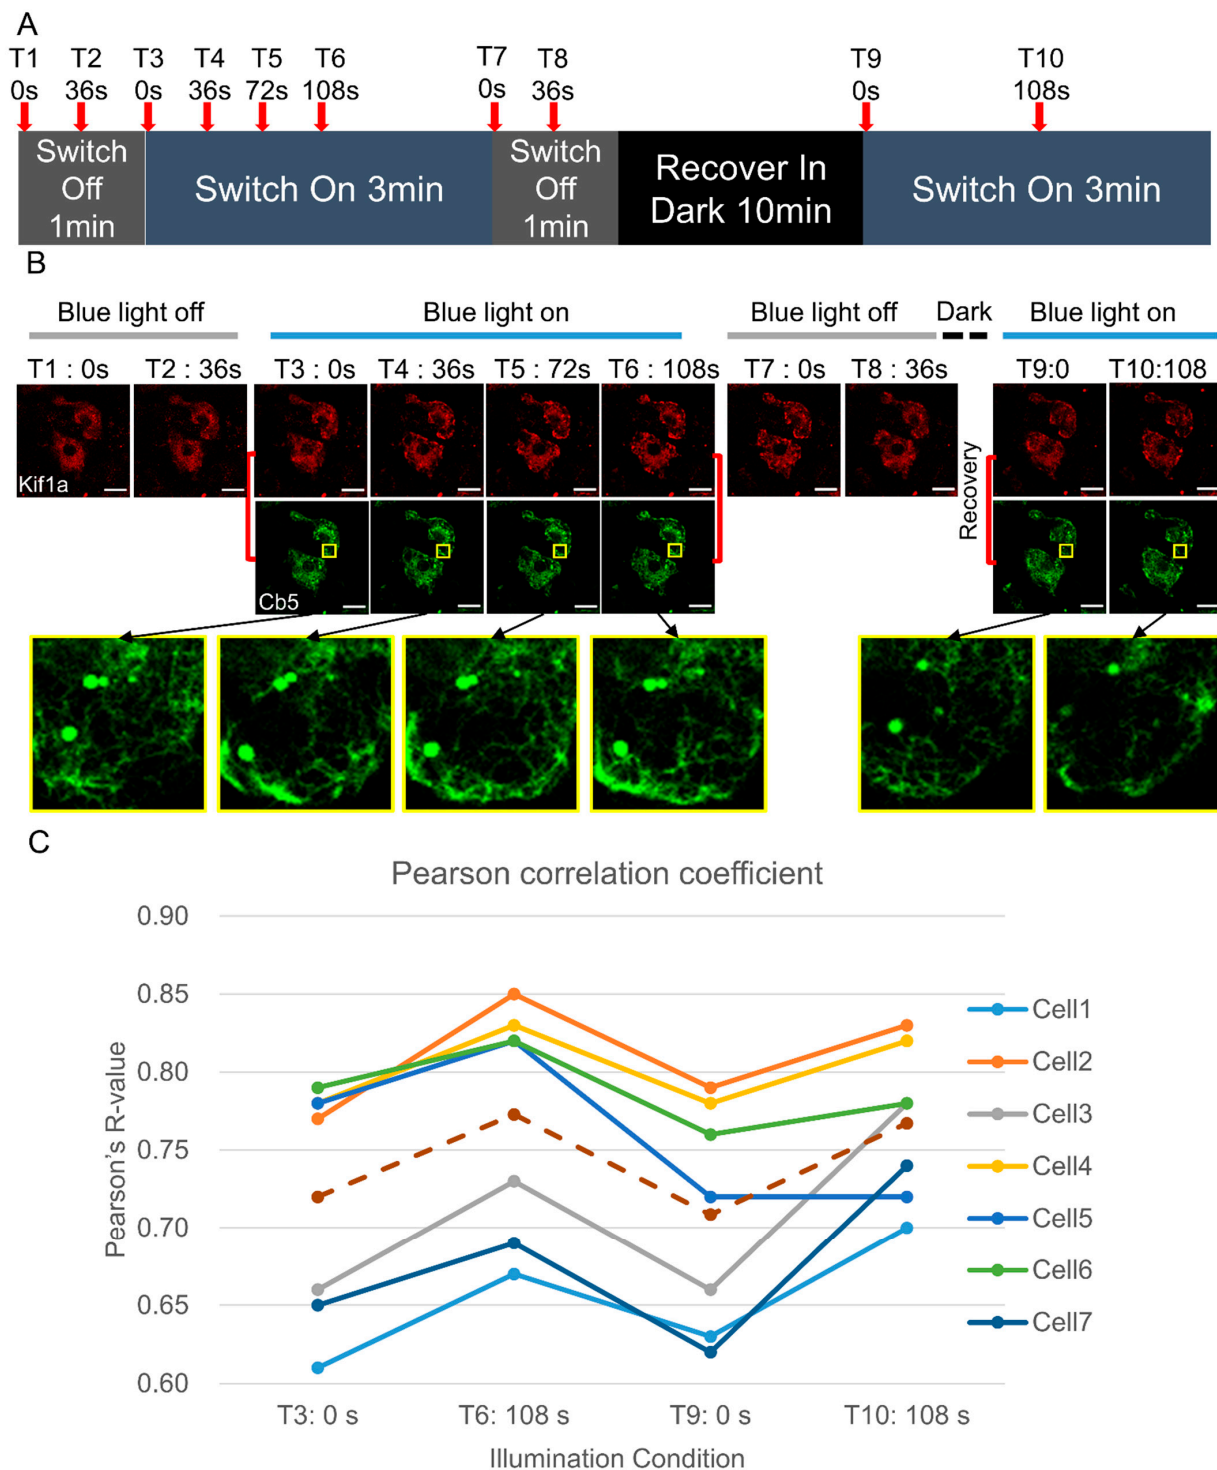 A
T1 T2 T3 T4 T5 T6 T7 T8 T9 T10
0s 36s 0s 36s 72s 108s 0s 36s 0s 108s
Switch
Off
1min
Switch On 3min
Switch
Off
1min
Recover In
Dark 10min
Switch On 3min
B
Blue light off
Blue light on
Blue light off
Dark
Blue light on
T1 : 0s
T2 : 36s
T3 : 0s
T4 : 36s
T5 : 72s
T6 : 108s
T7 : 0s
T8 : 36s
T9:0
T10:108
Kif1a
Cb5
Recovery
C
Pearson correlation coefficient
Pearson's R-value
0.90
0.85
0.80
0.75
0.70
0.65
0.60
Cell1
Cell2
Cell3
Cell4
Cell5
Cell6
Cell7
T3: 0 s
T6: 108 s
T9: 0 s
T10: 108 s
Illumination Condition